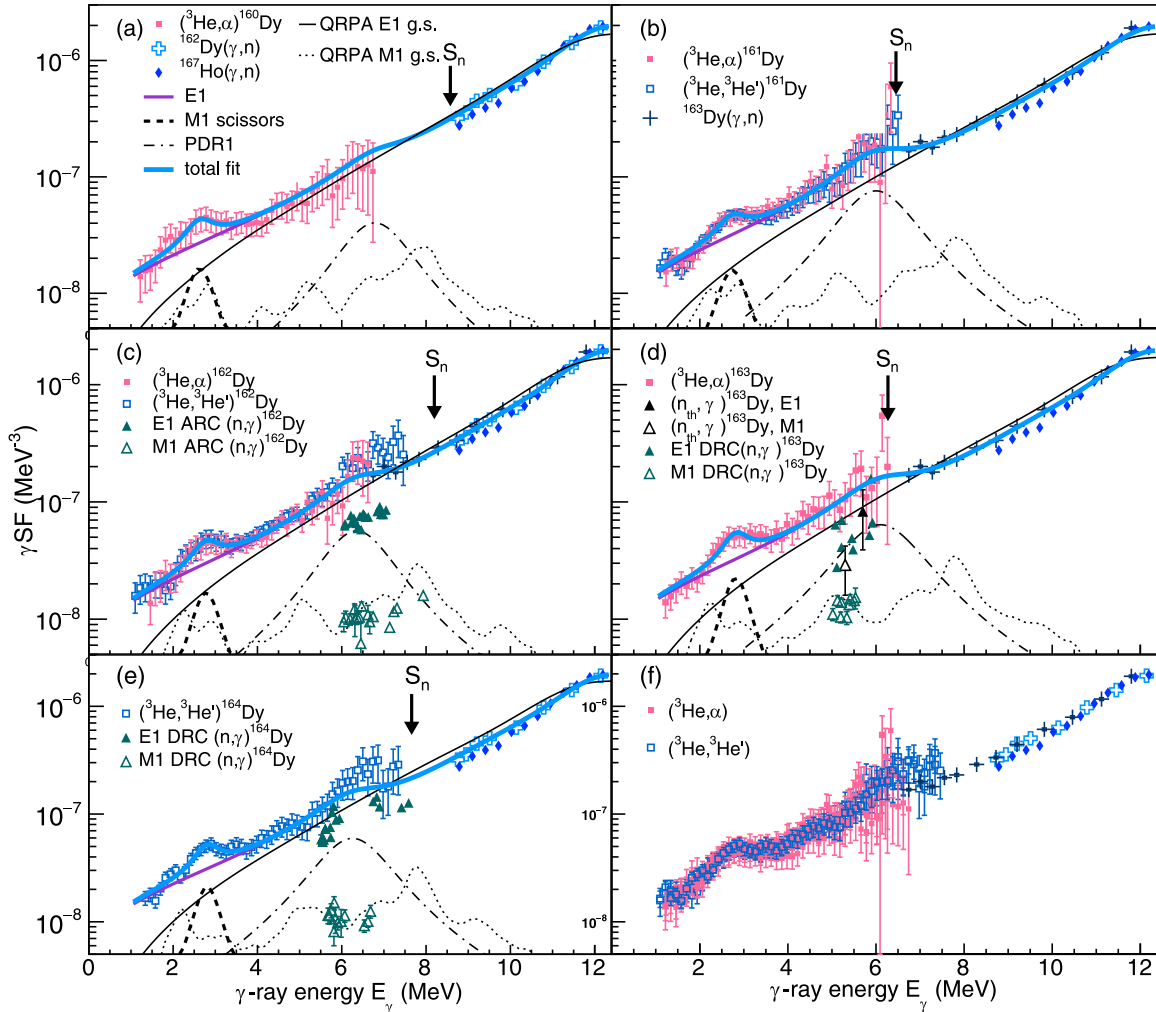 (a)
(³He,α)¹⁶⁰Dy
¹⁶²Dy(γ,n)
¹⁶⁷Ho(γ,n)
E1
M1 scissors
PDR1
total fit
QRPA E1 g.s.
QRPA M1 g.s.
Sₙ
10⁻⁶
10⁻⁷
10⁻⁸
(b)
(³He,α)¹⁶¹Dy
(³He,³He')¹⁶¹Dy
¹⁶³Dy(γ,n)
Sₙ
(c)
(³He,α)¹⁶²Dy
(³He,³He')¹⁶²Dy
E1 ARC (n,γ)¹⁶²Dy
M1 ARC (n,γ)¹⁶²Dy
Sₙ
10⁻⁶
10⁻⁷
10⁻⁸
γSF (MeV⁻³)
(d)
(³He,α)¹⁶³Dy
(nₜₕ, γ )¹⁶³Dy, E1
(nₜₕ, γ )¹⁶³Dy, M1
E1 DRC(n,γ )¹⁶³Dy
M1 DRC(n,γ )¹⁶³Dy
Sₙ
(e)
(³He,³He')¹⁶⁴Dy
E1 DRC (n,γ)¹⁶⁴Dy
M1 DRC (n,γ)¹⁶⁴Dy
Sₙ
10⁻⁶
10⁻⁷
10⁻⁸
0 2 4 6 8 10 12
γ-ray energy Eᵧ (MeV)
(f)
(³He,α)
(³He,³He')
10⁻⁶
10⁻⁷
10⁻⁸
2 4 6 8 10 12
γ-ray energy Eᵧ (MeV)